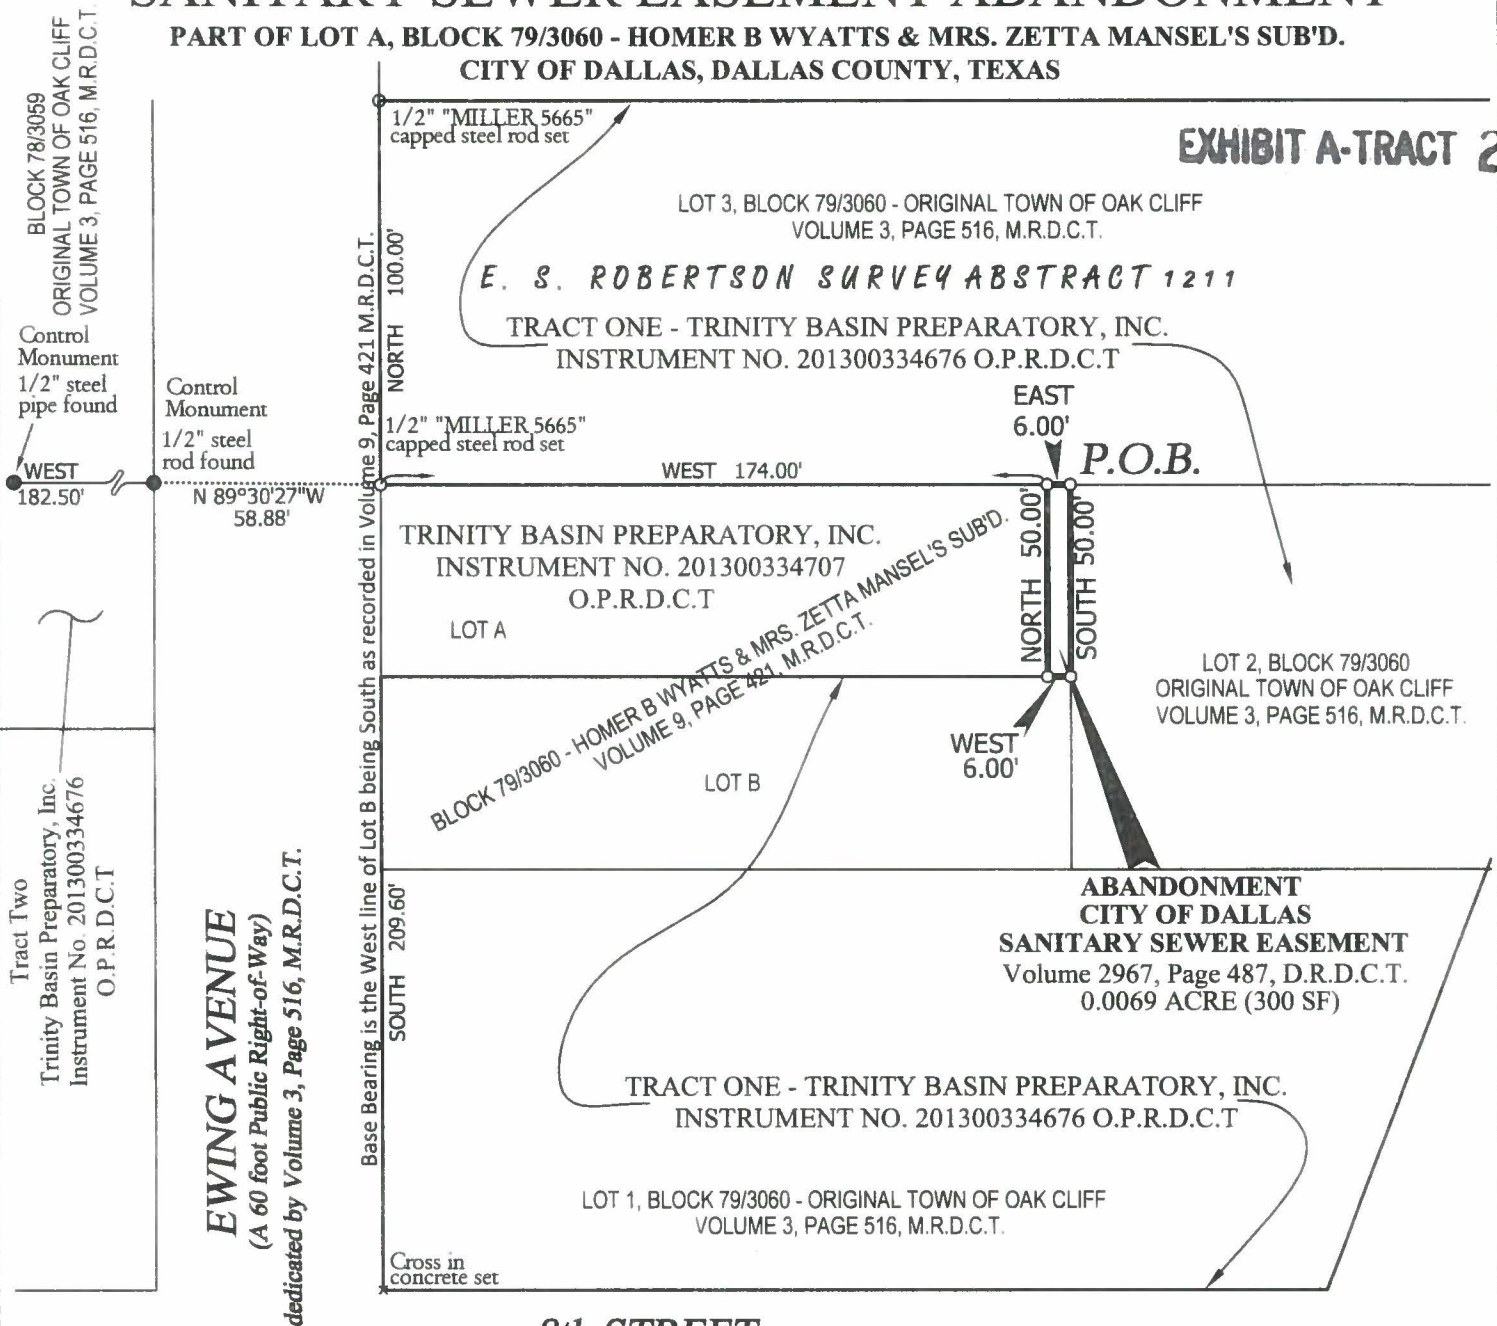 SANITARY SEWER EASEMENT ABANDONMENT
PART OF LOT A, BLOCK 79/3060 - HOMER B WYATTS & MRS. ZETTA MANSEL'S SUB'D.
CITY OF DALLAS, DALLAS COUNTY, TEXAS
BLOCK 78/3059
ORIGINAL TOWN OF OAK CLIFF
VOLUME 3, PAGE 516, M.R.D.C.T.
1/2" "MILLER 5665"
capped steel rod set
EXHIBIT A-TRACT 2
LOT 3, BLOCK 79/3060 - ORIGINAL TOWN OF OAK CLIFF
VOLUME 3, PAGE 516, M.R.D.C.T.
E. S. ROBERTSON SURVEY ABSTRACT 1211
TRACT ONE - TRINITY BASIN PREPARATORY, INC.
INSTRUMENT NO. 201300334676 O.P.R.D.C.T
NORTH 100.00'
Control
Monument
1/2" steel
pipe found
Control
Monument
1/2" steel
rod found
1/2" "MILLER 5665"
capped steel rod set
EAST
6.00'
P.O.B.
WEST
182.50'
N 89°30'27"W
58.88'
WEST 174.00'
TRINITY BASIN PREPARATORY, INC.
INSTRUMENT NO. 201300334707
O.P.R.D.C.T
LOT A
BLOCK 79/3060 - HOMER B WYATTS & MRS. ZETTA MANSEL'S SUB'D.
VOLUME 9, PAGE 421, M.R.D.C.T.
NORTH 50.00'
SOUTH 50.00'
LOT 2, BLOCK 79/3060
ORIGINAL TOWN OF OAK CLIFF
VOLUME 3, PAGE 516, M.R.D.C.T.
WEST
6.00'
LOT B
Base Bearing is the West line of Lot B being South as recorded in Volume 9, Page 421 M.R.D.C.T.
SOUTH 209.60'
Tract Two
Trinity Basin Preparatory, Inc.
Instrument No. 201300334676
O.P.R.D.C.T
EWING AVENUE
(A 60 foot Public Right-of-Way)
dedicated by Volume 3, Page 516, M.R.D.C.T.
ABANDONMENT
CITY OF DALLAS
SANITARY SEWER EASEMENT
Volume 2967, Page 487, D.R.D.C.T.
0.0069 ACRE (300 SF)
TRACT ONE - TRINITY BASIN PREPARATORY, INC.
INSTRUMENT NO. 201300334676 O.P.R.D.C.T
LOT 1, BLOCK 79/3060 - ORIGINAL TOWN OF OAK CLIFF
VOLUME 3, PAGE 516, M.R.D.C.T.
Cross in
concrete set
8th STREET